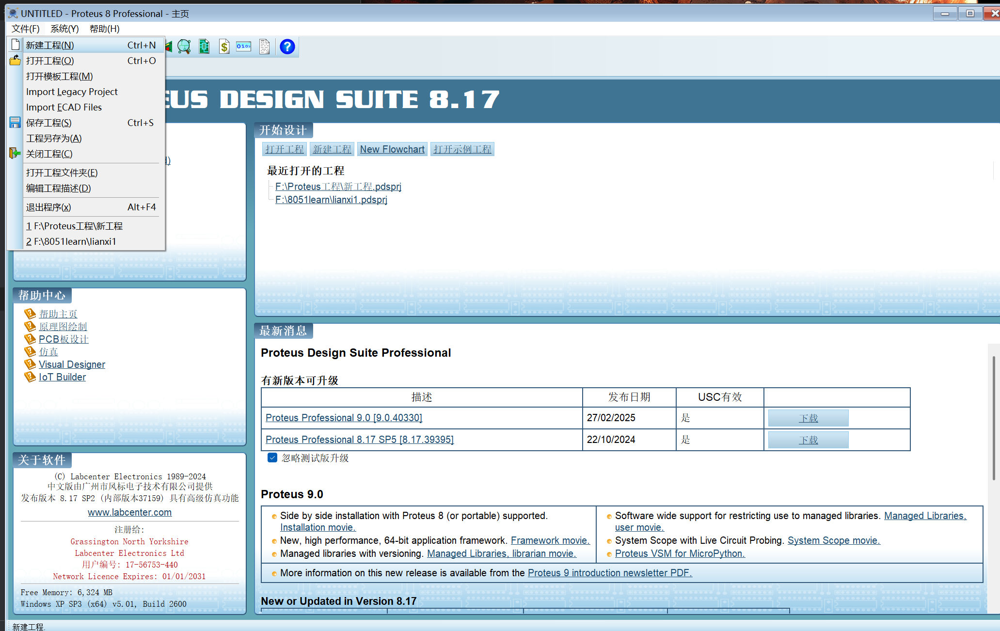 UNTITLED - Proteus 8 Professional - 主页
文件(F) 系统(Y) 帮助(H)
新建工程(N) Ctrl+N
打开工程(O) Ctrl+O
打开模板工程(M)
Import Legacy Project
Import ECAD Files
保存工程(S) Ctrl+S
工程另存为(A)
关闭工程(C)
打开工程文件夹(E)
编辑工程描述(D)
退出程序(x) Alt+F4
1 F:\Proteus工程\新工程
2 F:\8051learn\lianxi1
EUS DESIGN SUITE 8.17
开始设计
打开工程 新建工程 New Flowchart 打开示例工程
最近打开的工程
F:\Proteus工程\新工程.pdsprj
F:\8051learn\lianxi1.pdsprj
帮助中心
帮助主页
原理图绘制
PCB板设计
仿真
Visual Designer
IoT Builder
关于软件
(C) Labcenter Electronics 1989-2024
中文版由广州市风标电子技术有限公司提供
发布版本 8.17 SP2 (内部版本37159) 具有高级仿真功能
www.labcenter.com
注册给:
Grassington North Yorkshire
Labcenter Electronics Ltd
用户编号: 17-56753-440
Network Licence Expires: 01/01/2031
Free Memory: 6,324 MB
Windows XP SP3 (x64) v5.01, Build 2600
最新消息
Proteus Design Suite Professional
有新版本可升级
描述 发布日期 USC有效
Proteus Professional 9.0 [9.0.40330] 27/02/2025 是 下载
Proteus Professional 8.17 SP5 [8.17.39395] 22/10/2024 是 下载
忽略测试版升级
Proteus 9.0
Side by side installation with Proteus 8 (or portable) supported.
Installation movie.
New, high performance, 64-bit application framework. Framework movie.
Managed libraries with versioning. Managed Libraries, librarian movie.
Software wide support for restricting use to managed libraries. Managed Libraries,
user movie.
System Scope with Live Circuit Probing. System Scope movie.
Proteus VSM for MicroPython.
More information on this new release is available from the Proteus 9 introduction newsletter PDF.
New or Updated in Version 8.17
新建工程.